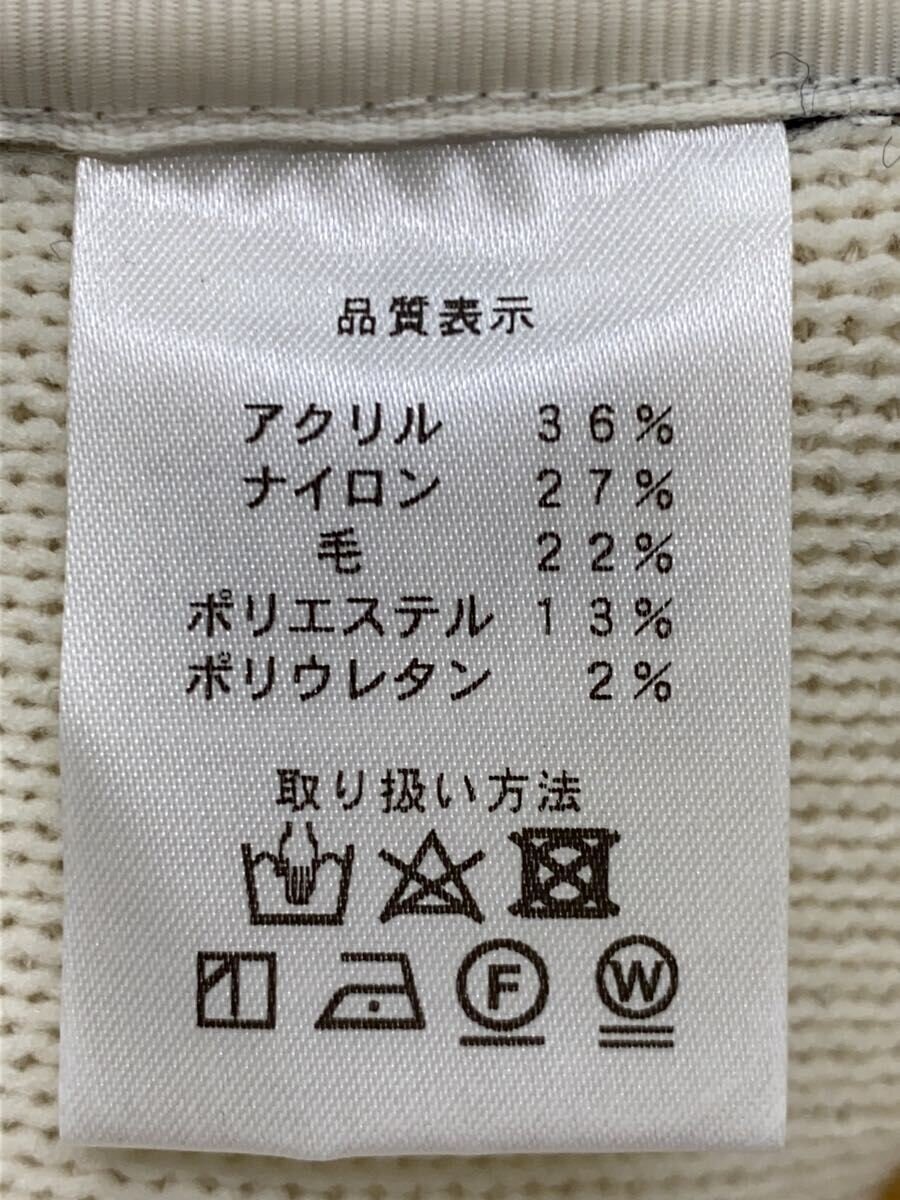 品質表示
アクリル 36%
ナイロン 27%
毛 22%
ポリエステル 13%
ポリウレタン 2%
取り扱い方法
F W